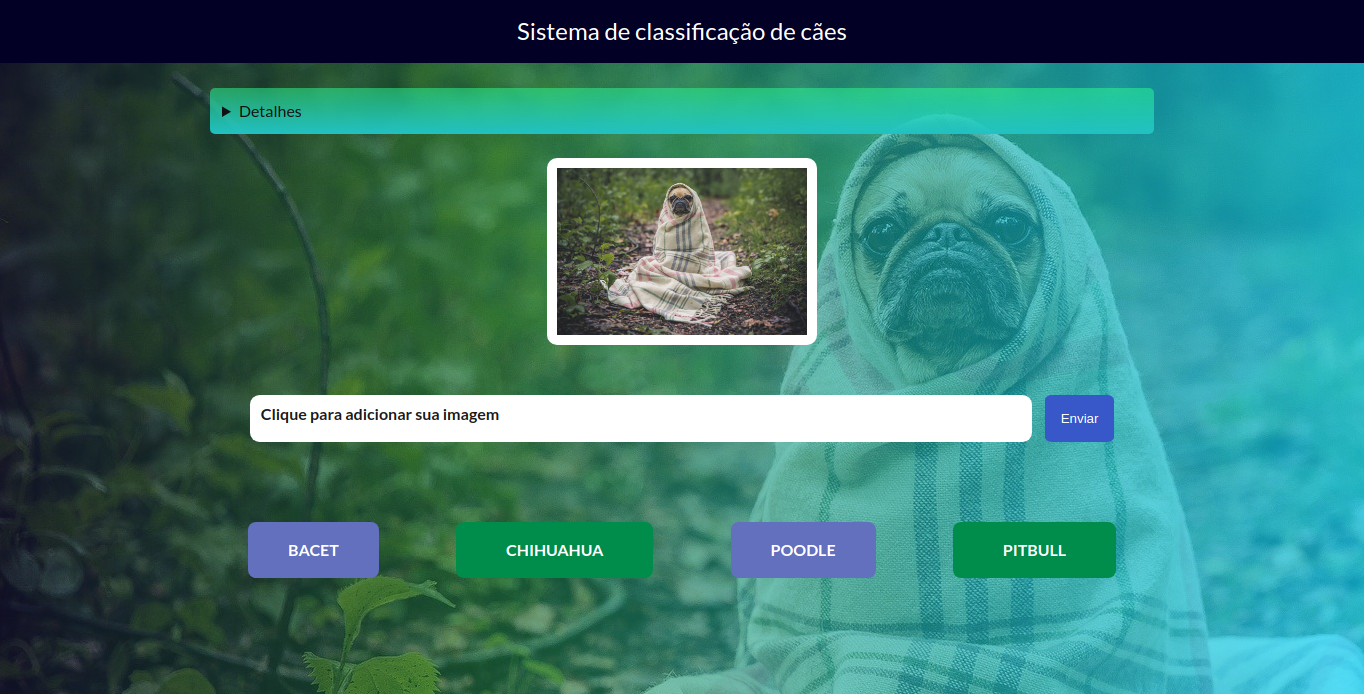 Sistema de classificação de cães
Detalhes
Clique para adicionar sua imagem
Enviar
BACET
CHIHUAHUA
POODLE
PITBULL